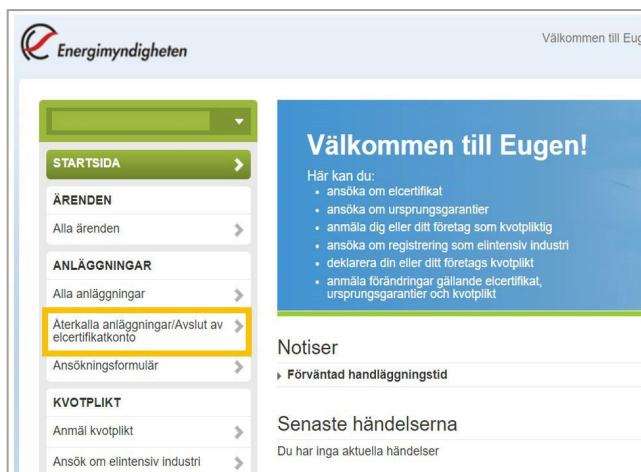 Energimyndigheten
Välkommen till Eug
STARTSIDA
ÄRENDEN
Alla ärenden
ANLÄGGNINGAR
Alla anläggningar
Återkalla anläggningar/Avslut av
elcertifikatkonto
Ansökningsformulär
KVOTPLIKT
Anmäl kvotplikt
Ansök om elintensiv industri
Välkommen till Eugen!
Här kan du:
• ansöka om elcertifikat
• ansöka om ursprungsgarantier
• anmäla dig eller ditt företag som kvotpliktig
• ansöka om registrering som elintensiv industri
• deklarera din eller ditt företags kvotplikt
• anmäla förändringar gällande elcertifikat,
ursprungsgarantier och kvotplikt
Notiser
Förväntad handläggningstid
Senaste händelserna
Du har inga aktuella händelser